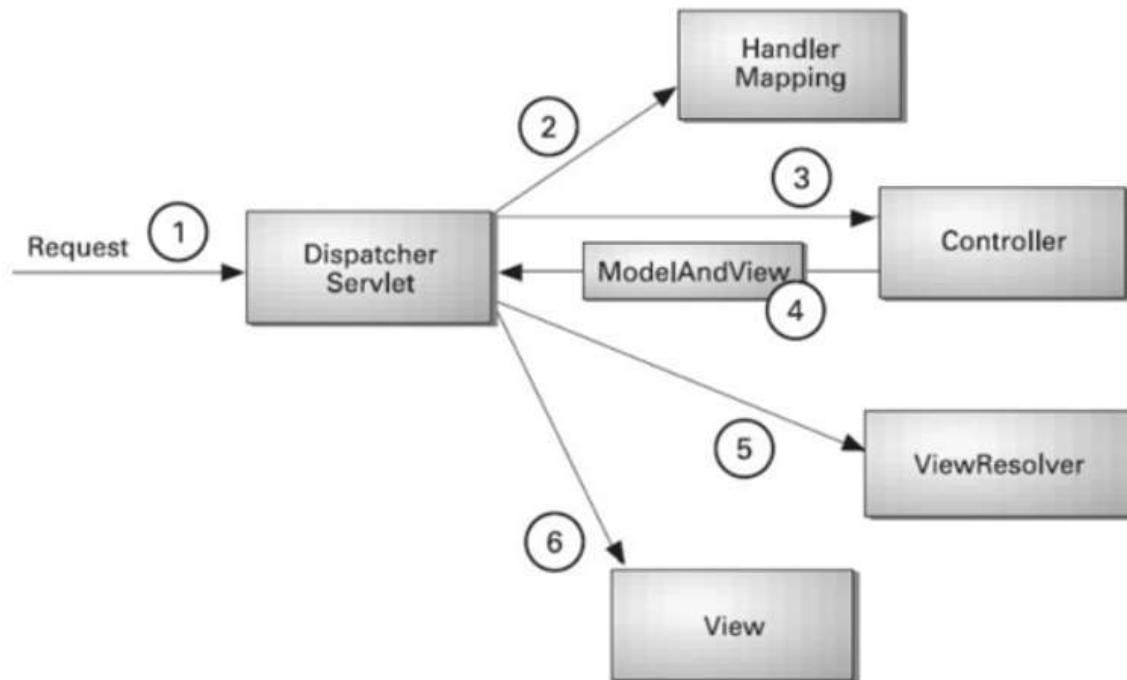 Handler
Mapping
2
3
1
Request
Dispatcher
Servlet
Controller
ModelAndView
4
5
ViewResolver
6
View